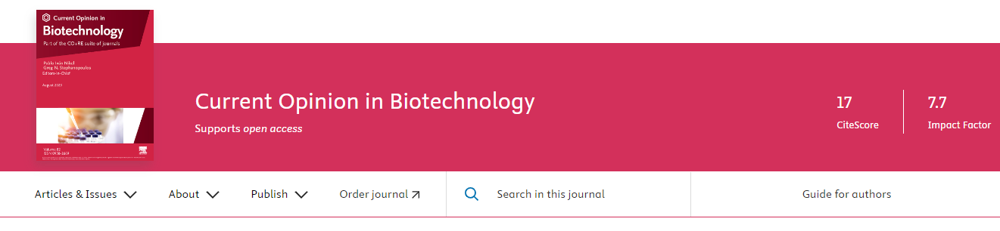 Current Opinion in
Biotechnology
Part of the CO+RE suite of journals
Pablo Iván Nikel
Greg N. Stephanopoulos
Editors-in-Chief
August 2023
Volume 82
ISSN 0958-1669
Current Opinion in Biotechnology
Supports open access
17
CiteScore
7.7
Impact Factor
Articles & Issues
About
Publish
Order journal
Search in this journal
Guide for authors